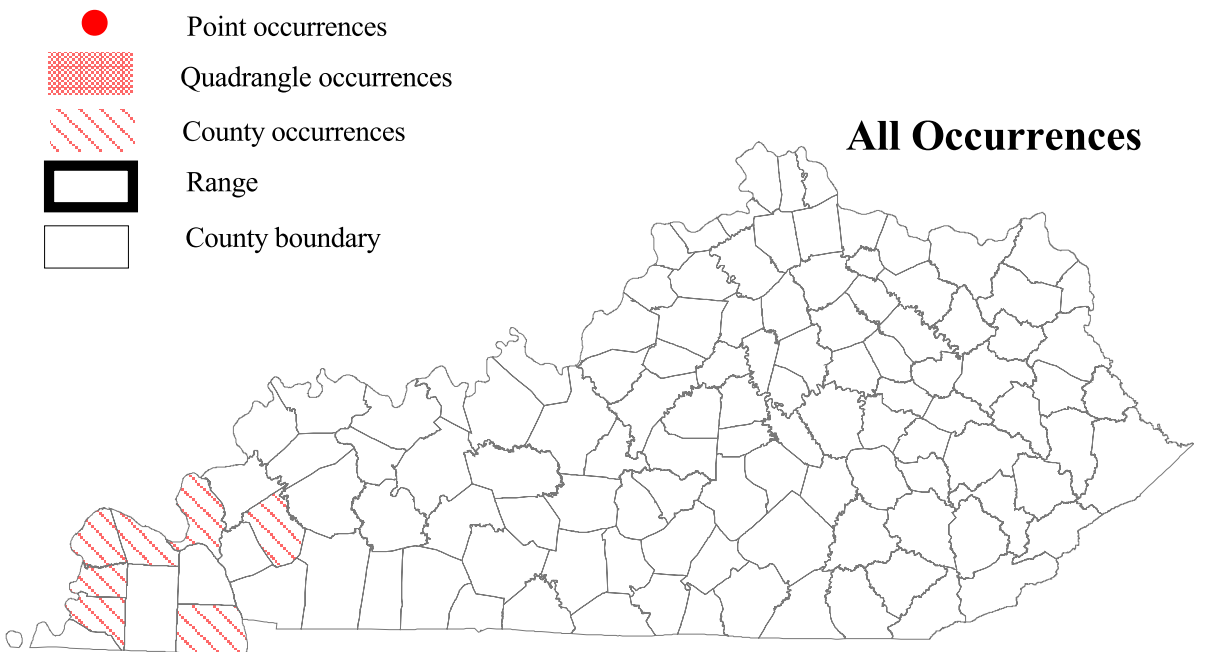 Point occurrences
Quadrangle occurrences
County occurrences
Range
County boundary
All Occurrences